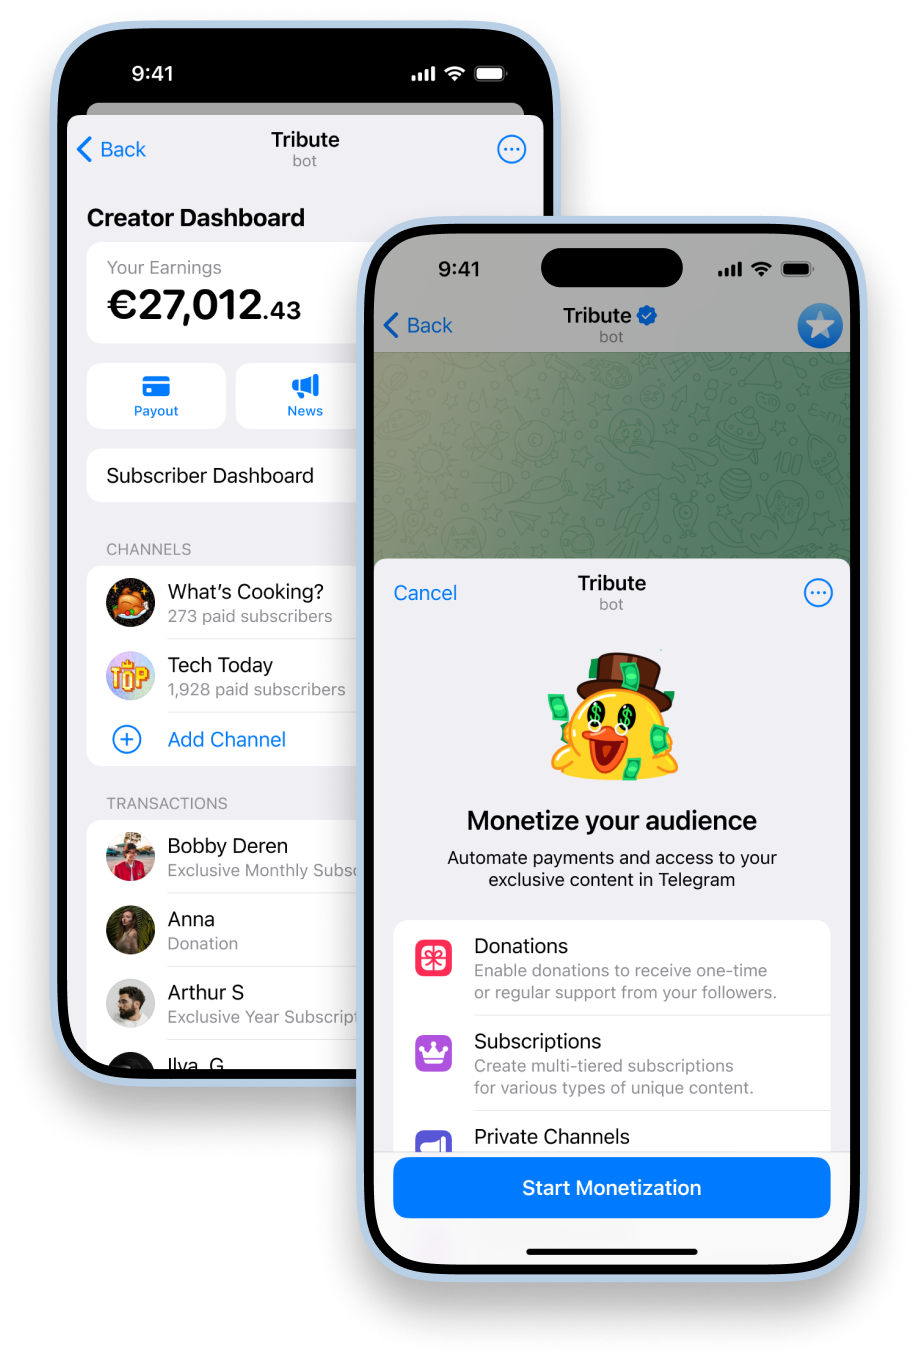 9:41
Back
Tribute
bot
Creator Dashboard
Your Earnings
€27,012.43
Payout
News
Subscriber Dashboard
CHANNELS
What's Cooking?
273 paid subscribers
TOP
Tech Today
1,928 paid subscribers
Add Channel
TRANSACTIONS
Bobby Deren
Exclusive Monthly
Anna
Donation
Arthur S
Exclusive Year
Ilya, G
9:41
Back
Tribute
bot
Cancel
Tribute
bot
Monetize your audience
Automate payments and access to your
exclusive content in Telegram
Donations
Enable donations to receive one-time
or regular support from your followers.
Subscriptions
Create multi-tiered subscriptions
for various types of unique content.
Private Channels
Start Monetization